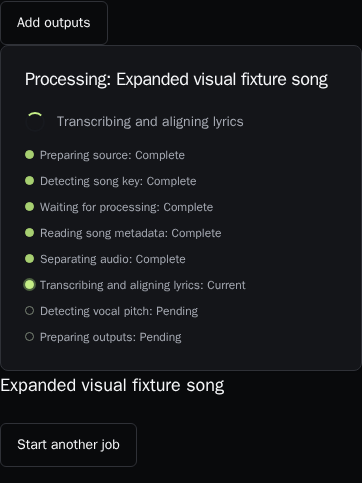 Add outputs
Processing: Expanded visual fixture song
Transcribing and aligning lyrics
Preparing source: Complete
Detecting song key: Complete
Waiting for processing: Complete
Reading song metadata: Complete
Separating audio: Complete
Transcribing and aligning lyrics: Current
Detecting vocal pitch: Pending
Preparing outputs: Pending
Expanded visual fixture song
Start another job